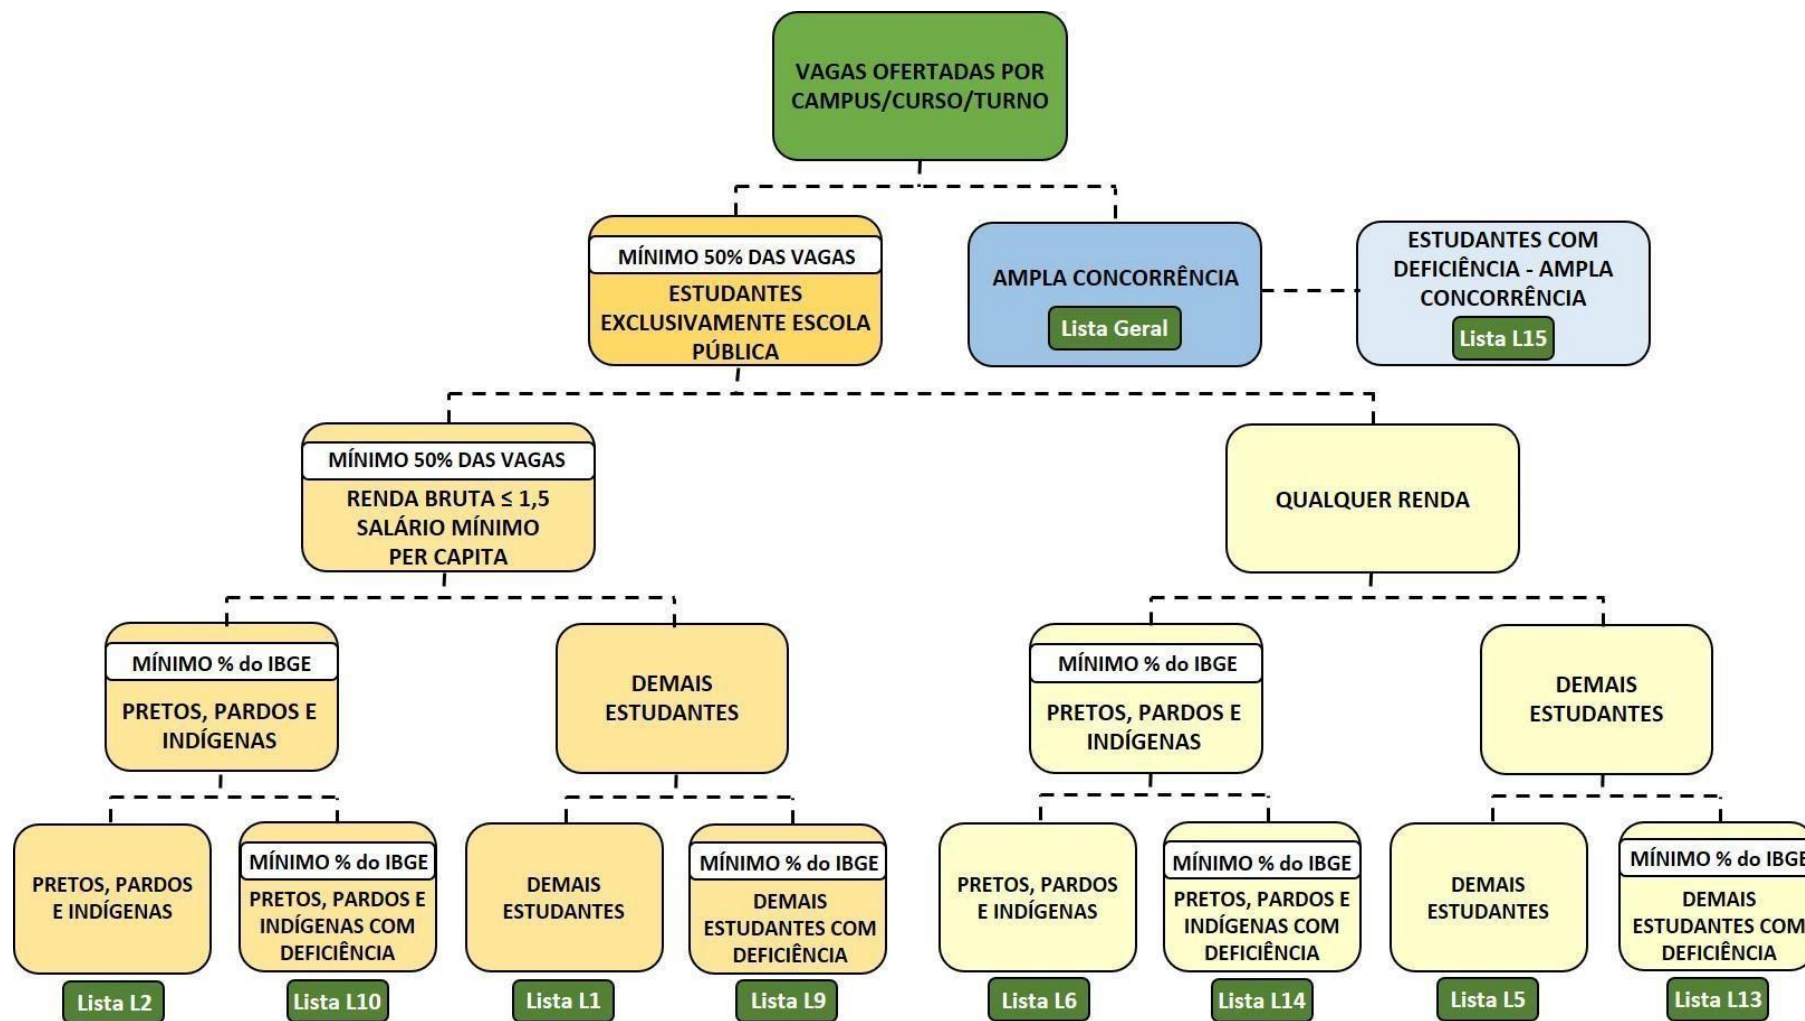 VAGAS OFERTADAS POR
CAMPUS/CURSO/TURNO
MÍNIMO 50% DAS VAGAS
ESTUDANTES
EXCLUSIVAMENTE ESCOLA
PÚBLICA
AMPLA CONCORRÊNCIA
Lista Geral
ESTUDANTES COM
DEFICIÊNCIA - AMPLA
CONCORRÊNCIA
Lista L15
MÍNIMO 50% DAS VAGAS
RENDA BRUTA ≤ 1,5
SALÁRIO MÍNIMO
PER CAPITA
QUALQUER RENDA
MÍNIMO % do IBGE
PRETOS, PARDOS E
INDÍGENAS
DEMAIS
ESTUDANTES
MÍNIMO % do IBGE
PRETOS, PARDOS E
INDÍGENAS
DEMAIS
ESTUDANTES
PRETOS, PARDOS
E INDÍGENAS
Lista L2
MÍNIMO % do IBGE
PRETOS, PARDOS E
INDÍGENAS COM
DEFICIÊNCIA
Lista L10
DEMAIS
ESTUDANTES
Lista L1
MÍNIMO % do IBGE
DEMAIS
ESTUDANTES COM
DEFICIÊNCIA
Lista L9
PRETOS, PARDOS
E INDÍGENAS
Lista L6
MÍNIMO % do IBGE
PRETOS, PARDOS E
INDÍGENAS COM
DEFICIÊNCIA
Lista L14
DEMAIS
ESTUDANTES
Lista L5
MÍNIMO % do IBGE
DEMAIS
ESTUDANTES COM
DEFICIÊNCIA
Lista L13